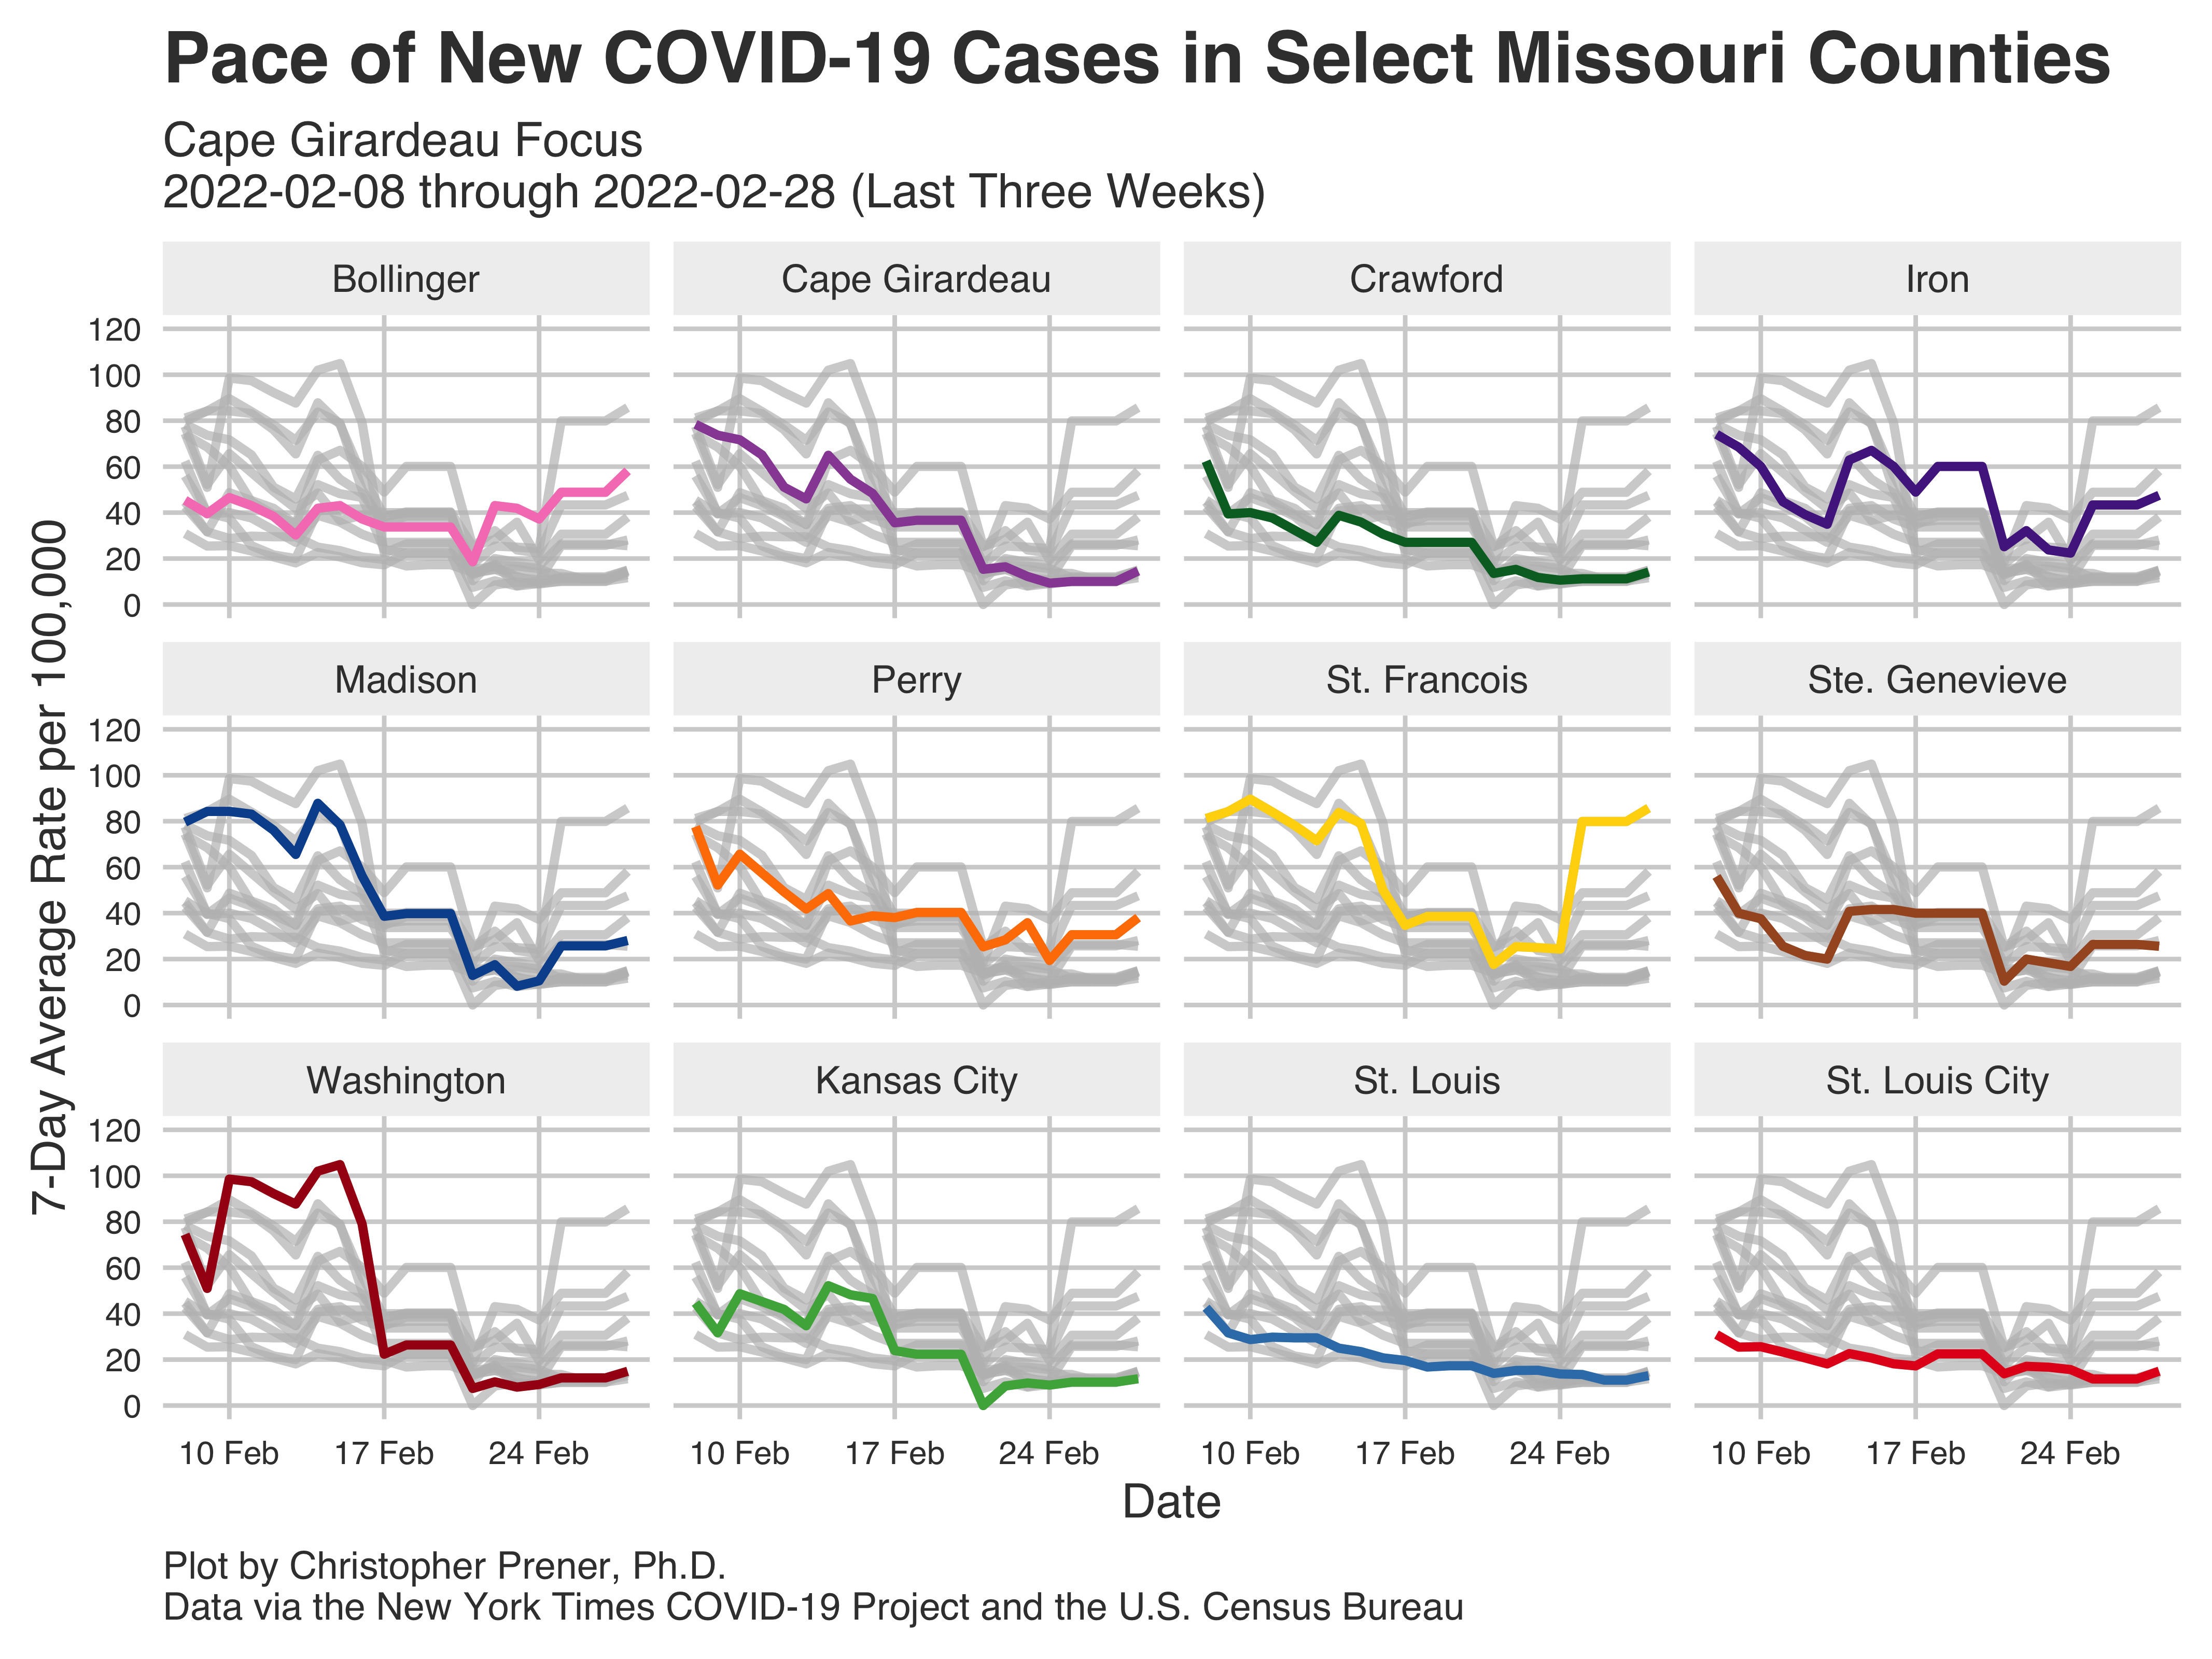 Pace of New COVID-19 Cases in Select Missouri Counties
Cape Girardeau Focus
2022-02-08 through 2022-02-28 (Last Three Weeks)
7-Day Average Rate per 100,000
Bollinger
Cape Girardeau
Crawford
Iron
120
100
80
60
40
20
0
Madison
Perry
St. Francois
Ste. Genevieve
120
100
80
60
40
20
0
Washington
Kansas City
St. Louis
St. Louis City
120
100
80
60
40
20
0
10 Feb 17 Feb 24 Feb
10 Feb 17 Feb 24 Feb
10 Feb 17 Feb 24 Feb
10 Feb 17 Feb 24 Feb
Date
Plot by Christopher Prener, Ph.D.
Data via the New York Times COVID-19 Project and the U.S. Census Bureau